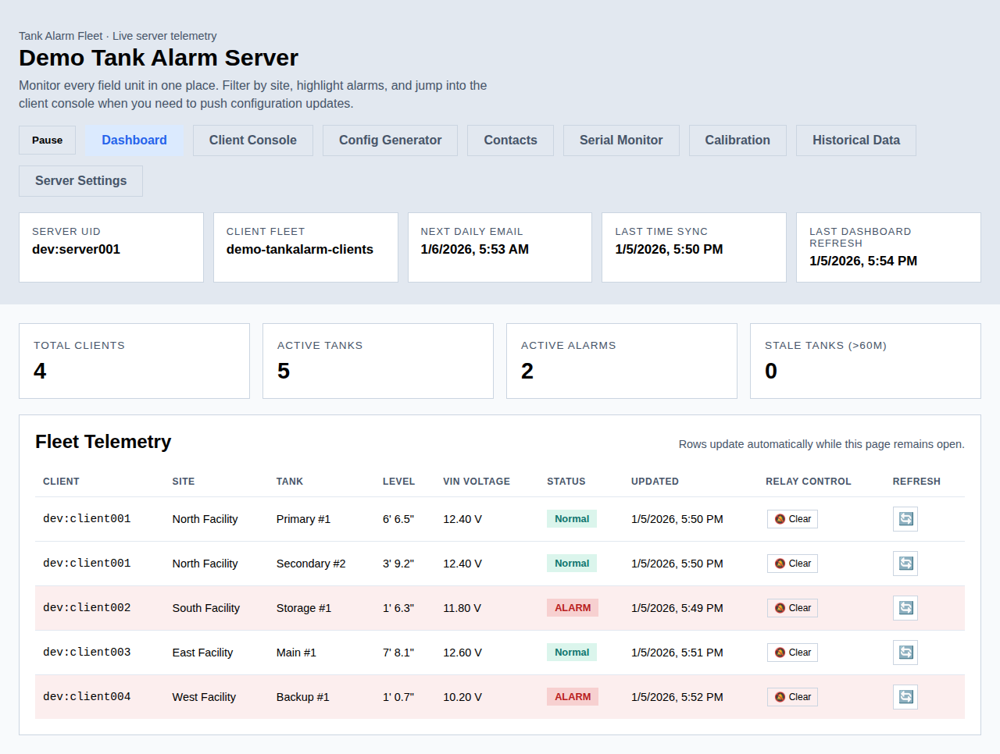 Tank Alarm Fleet · Live server telemetry
Demo Tank Alarm Server
Monitor every field unit in one place. Filter by site, highlight alarms, and jump into the
client console when you need to push configuration updates.
Pause Dashboard Client Console Config Generator Contacts Serial Monitor Calibration Historical Data
Server Settings
SERVER UID CLIENT FLEET NEXT DAILY EMAIL LAST TIME SYNC LAST DASHBOARD
REFRESH
dev:server001 demo-tankalarm-clients 1/6/2026, 5:53 AM 1/5/2026, 5:50 PM 1/5/2026, 5:54 PM
TOTAL CLIENTS ACTIVE TANKS ACTIVE ALARMS STALE TANKS (>60M)
4 5 2 0
Fleet Telemetry Rows update automatically while this page remains open.
CLIENT SITE TANK LEVEL VIN VOLTAGE STATUS UPDATED RELAY CONTROL REFRESH
dev:client001 North Facility Primary #1 6' 6.5" 12.40 V Normal 1/5/2026, 5:50 PM Clear
dev:client001 North Facility Secondary #2 3' 9.2" 12.40 V Normal 1/5/2026, 5:50 PM Clear
dev:client002 South Facility Storage #1 1' 6.3" 11.80 V ALARM 1/5/2026, 5:49 PM Clear
dev:client003 East Facility Main #1 7' 8.1" 12.60 V Normal 1/5/2026, 5:51 PM Clear
dev:client004 West Facility Backup #1 1' 0.7" 10.20 V ALARM 1/5/2026, 5:52 PM Clear